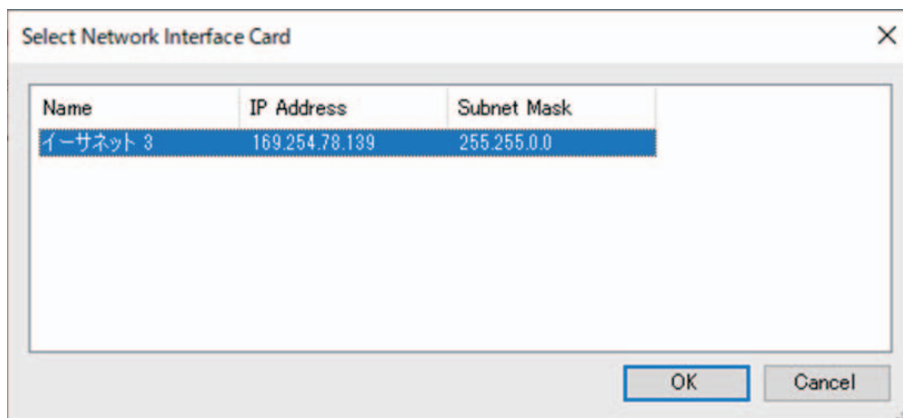 Select Network Interface Card
Name IP Address Subnet Mask
イーサネット 3 169.254.78.139 255.255.0.0
OK Cancel